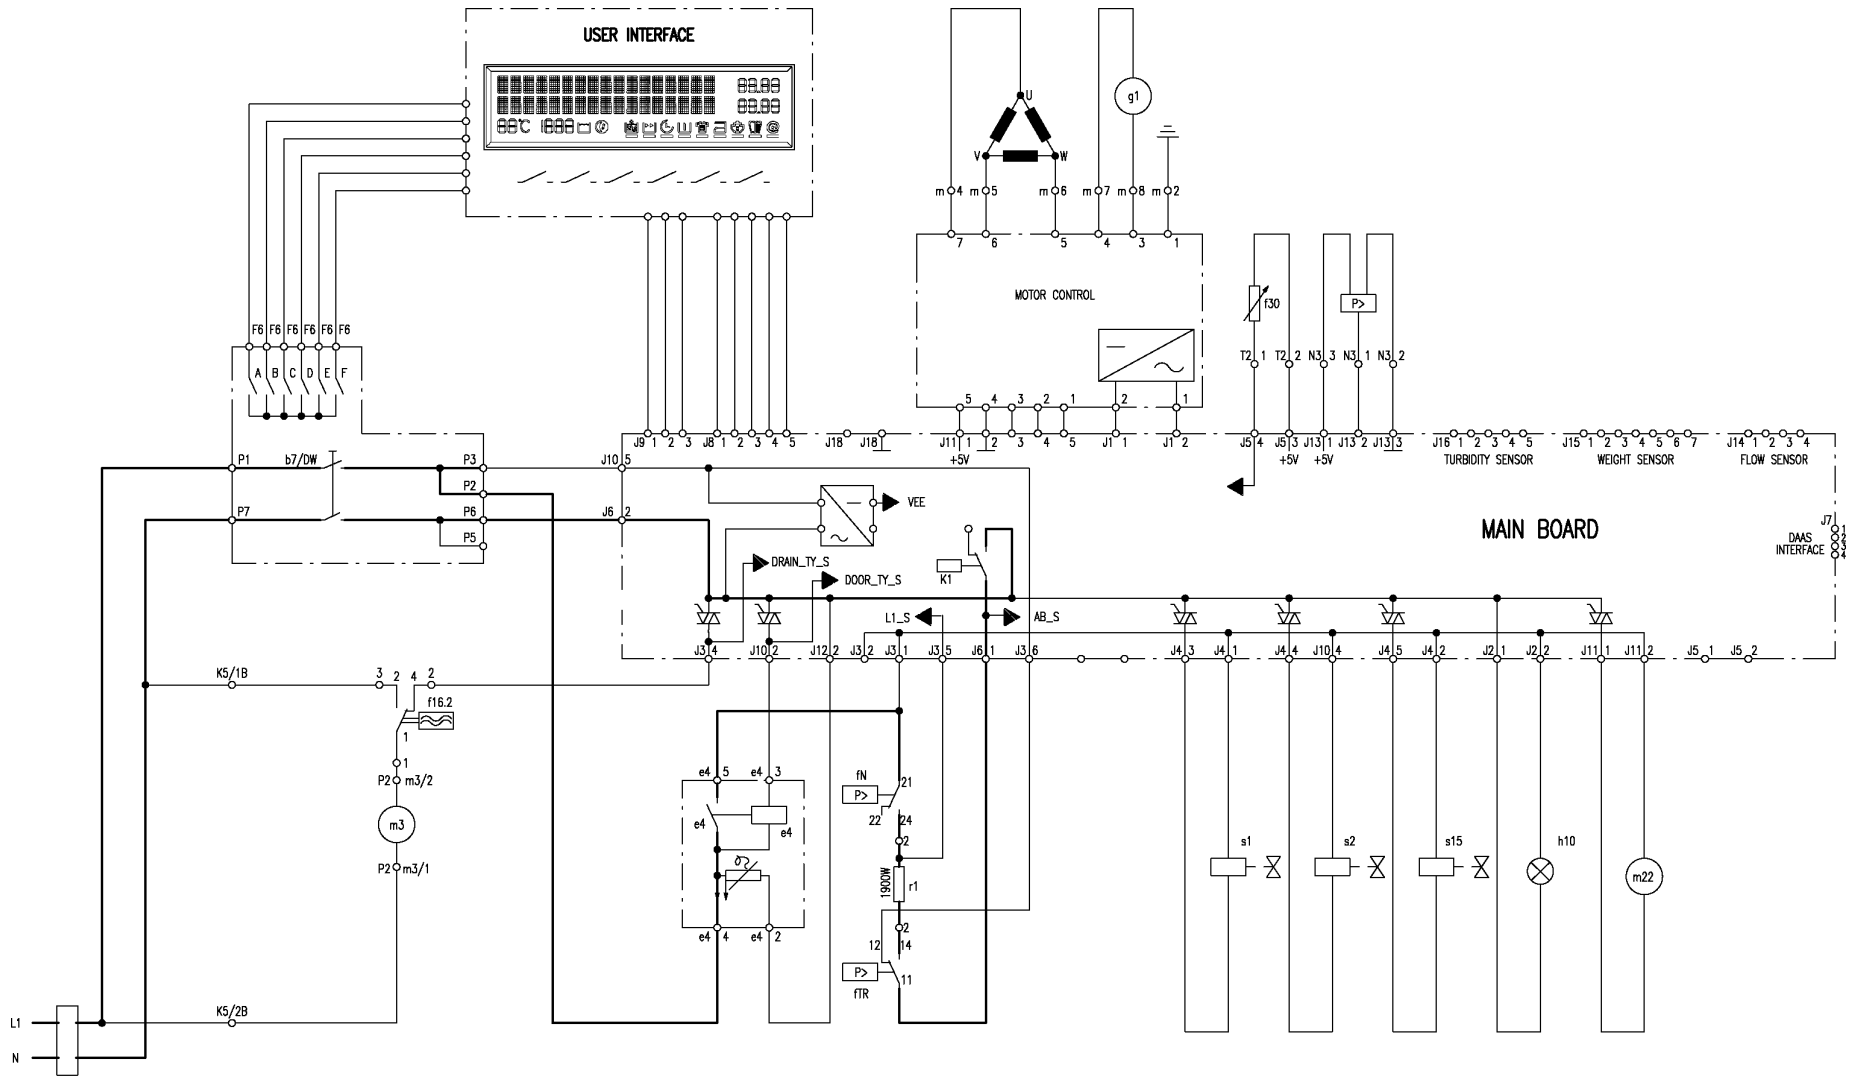 USER INTERFACE
88.88
88.88
88°C 1888
U
g1
V W
m 4 m 5 m 6 m 7 m 8 m 2
7 6 5 4 3 1
MOTOR CONTROL
f30
P>
F6 F6 F6 F6 F6 F6
T2 1 T2 2 N3 3 N3 1 N3 2
A B C D E F
5 4 3 2 1 2 1
J9 1 2 3 J8 1 2 3 4 5 J18 J18 J11 1 2 3 4 5 J1 1 J1 2 J5 4 J5 3 J13 1 J13 2 J13 3 J16 1 2 3 4 5 J15 1 2 3 4 5 6 7 J14 1 2 3 4
+5V +5V +5V TURBIDITY SENSOR WEIGHT SENSOR FLOW SENSOR
P1 b7/DW P3 J10 5
P2
VEE
P7 P6 J6 2
P5
MAIN BOARD
J7 1
2
3
4
DAAS
INTERFACE
DRAIN_TY_S
K1
DOOR_TY_S
L1_S AB_S
J3 4 J10 2 J12 2 J3 2 J3 1 J3 5 J6 1 J3 6 J4 3 J4 1 J4 4 J10 4 J4 5 J4 2 J2 1 J2 2 J11 1 J11 2 J5 1 J5 2
K5/1B 3 2 4 2
f16.2
1
1
P2 m3/2
m3
P2 m3/1
e4 5 e4 3
fN
21
P>
22 24
e4 e4
2
1900W r1
2
e4 4 e4 2
12 14
P>
11
fTR
s1 s2 s15 h10
m22
K5/2B
L1
N